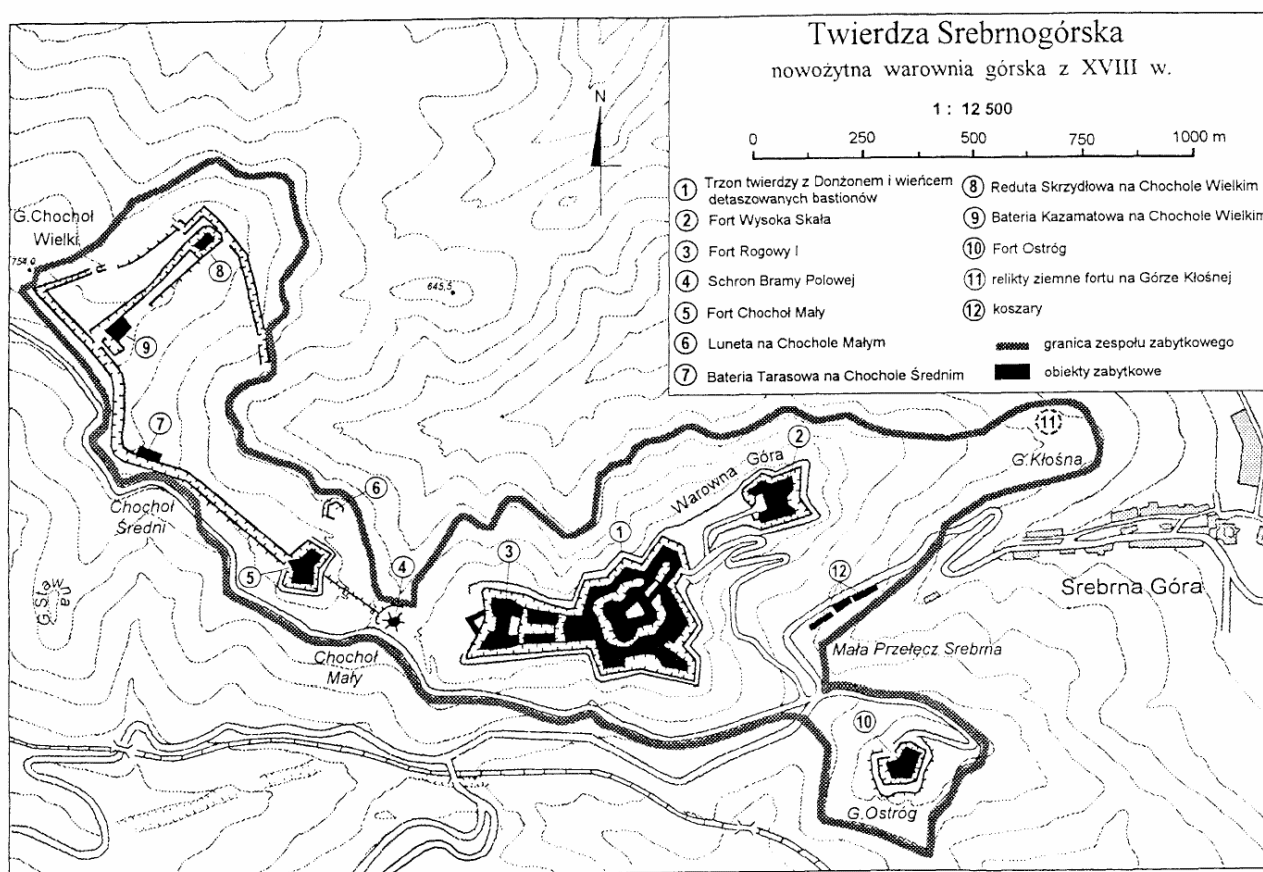 Twierdza Srebrnogórska
nowożytna warownia górska z XVIII w.
1 : 12 500
0 250 500 750 1000 m
1 Trzon twierdzy z Donżonem i wieńcem
detaszowanych bastionów
2 Fort Wysoka Skała
3 Fort Rogowy I
4 Schron Bramy Polowej
5 Fort Chochoł Mały
6 Luneta na Chochole Małym
7 Bateria Tarasowa na Chochole Średnim
8 Reduta Skrzydłowa na Chochole Wielkim
9 Bateria Kazamatowa na Chochole Wielkim
10 Fort Ostróg
11 relikty ziemne fortu na Górze Kłośnej
12 koszary
granica zespołu zabytkowego
obiekty zabytkowe
N
G.Chochoł
Wielki
754.0
8
9
645,5
7
Chochoł
Średni
6
5
4
3
1
2
Warowna Góra
11
G.Kłośna
12
Srebrna Góra
Mała Przełęcz Srebrna
G.Stawna
Chochoł
Mały
10
G.Ostróg